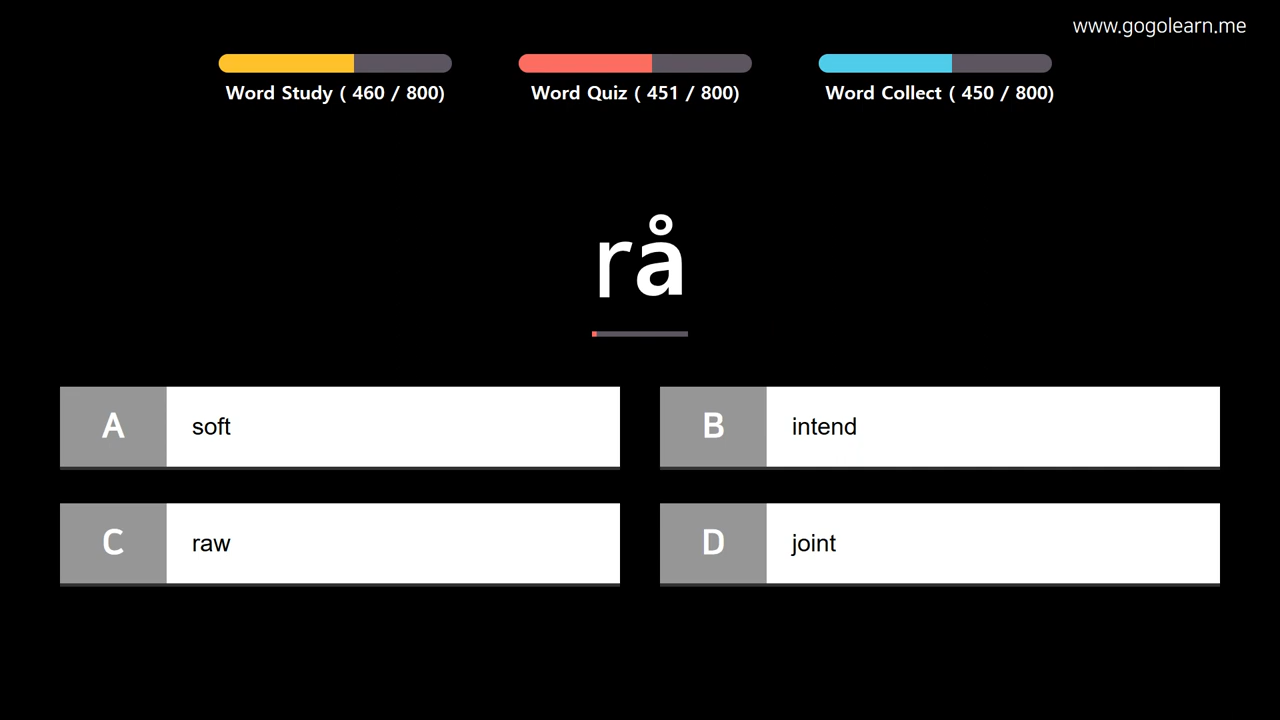 www.gogolearn.me
Word Study ( 460 / 800)
Word Quiz ( 451 / 800)
Word Collect ( 450 / 800)
rå
A soft
B intend
C raw
D joint